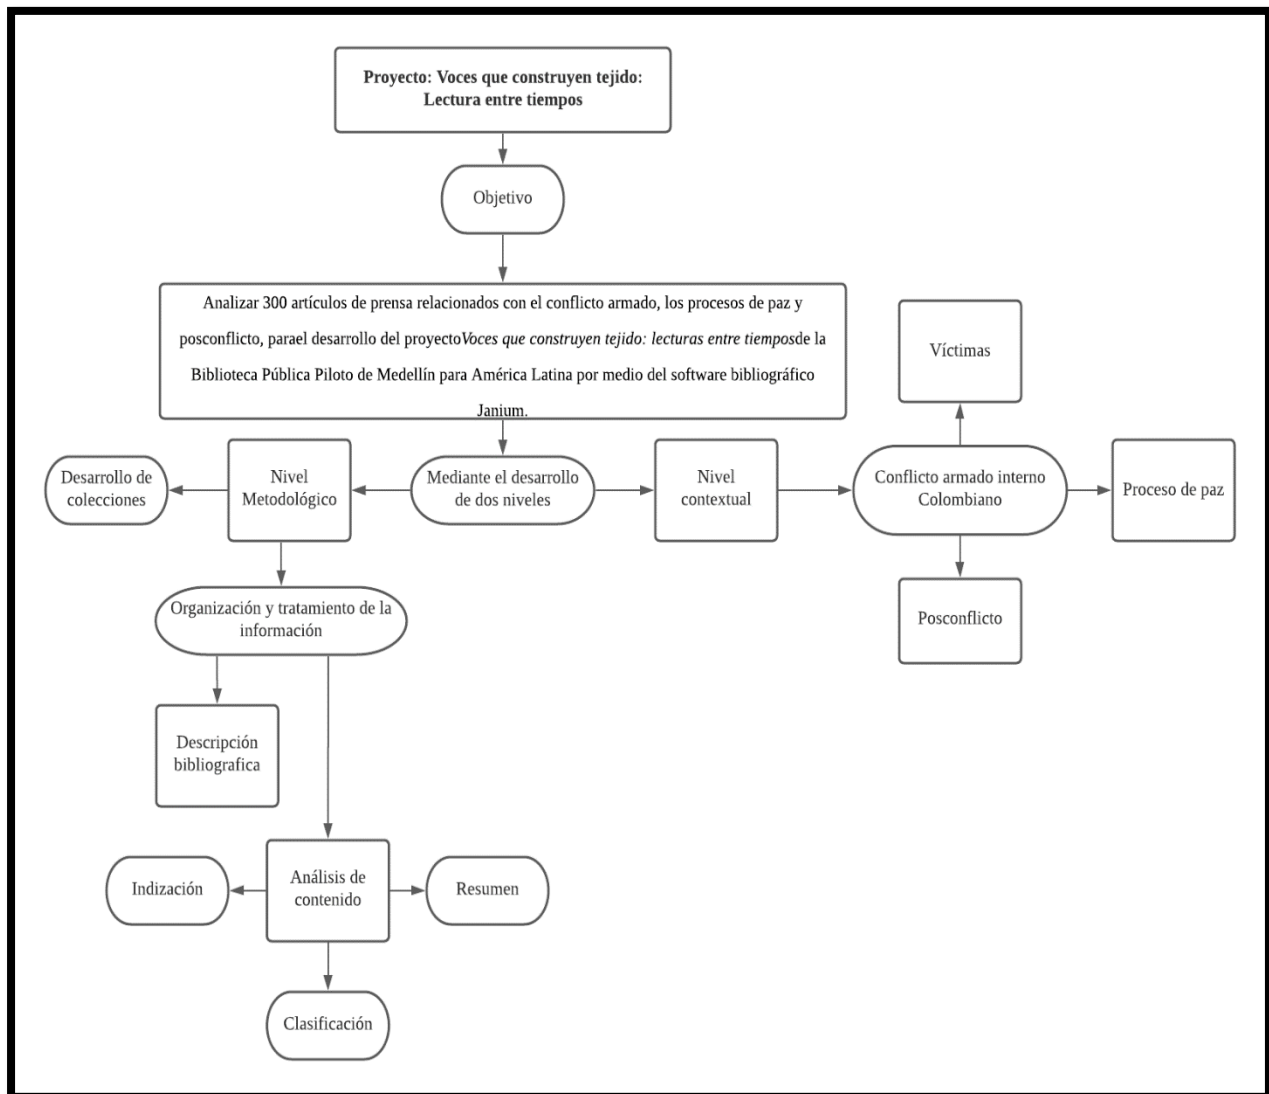 Proyecto: Voces que construyen tejido:
Lectura entre tiempos
Objetivo
Analizar 300 artículos de prensa relacionados con el conflicto armado, los procesos de paz y
posconflicto, parael desarrollo del proyectoVoces que construyen tejido: lecturas entre tiemposde la
Biblioteca Pública Piloto de Medellín para América Latina por medio del software bibliográfico
Janium.
Víctimas
Desarrollo de
colecciones
Nivel
Metodológico
Mediante el desarrollo
de dos niveles
Nivel
contextual
Conflicto armado interno
Colombiano
Proceso de paz
Organización y tratamiento de la
información
Posconflicto
Descripción
bibliografica
Indización
Análisis de
contenido
Resumen
Clasificación